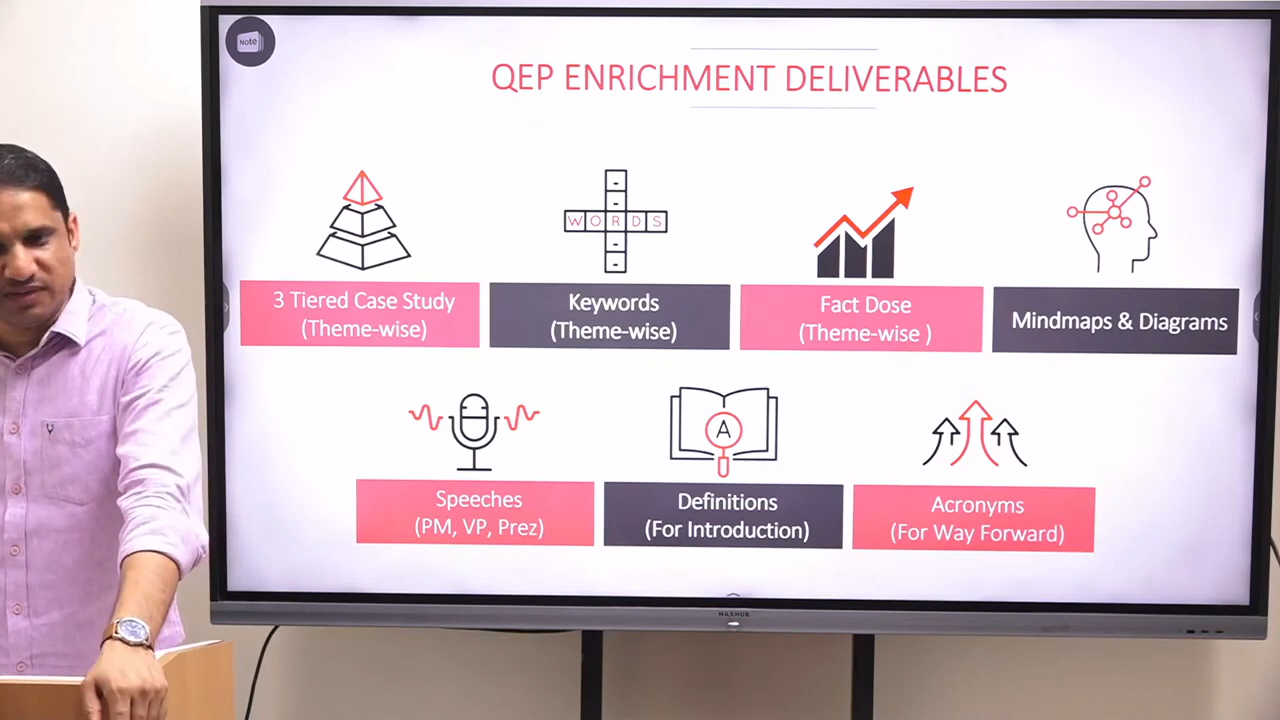 Note
QEP ENRICHMENT DELIVERABLES
WORDS
3 Tiered Case Study
(Theme-wise)
Keywords
(Theme-wise)
Fact Dose
(Theme-wise )
Mindmaps & Diagrams
A
Speeches
(PM, VP, Prez)
Definitions
(For Introduction)
Acronyms
(For Way Forward)
MAXHUB